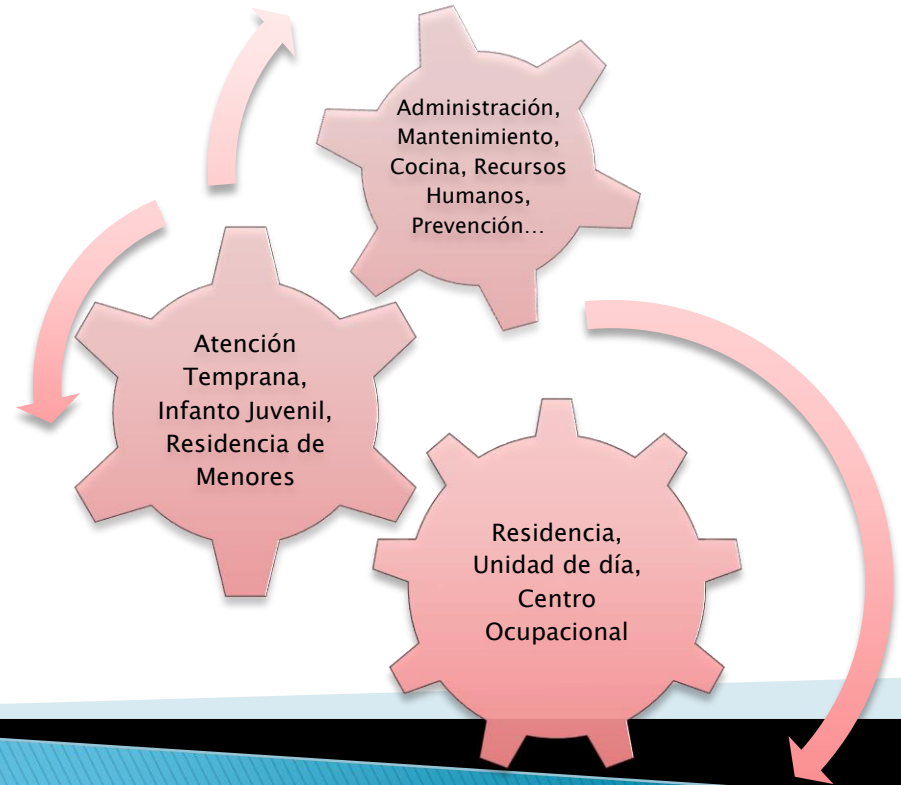 Administración,
Mantenimiento,
Cocina, Recursos
Humanos,
Prevención…
Atención
Temprana,
Infanto Juvenil,
Residencia de
Menores
Residencia,
Unidad de día,
Centro
Ocupacional